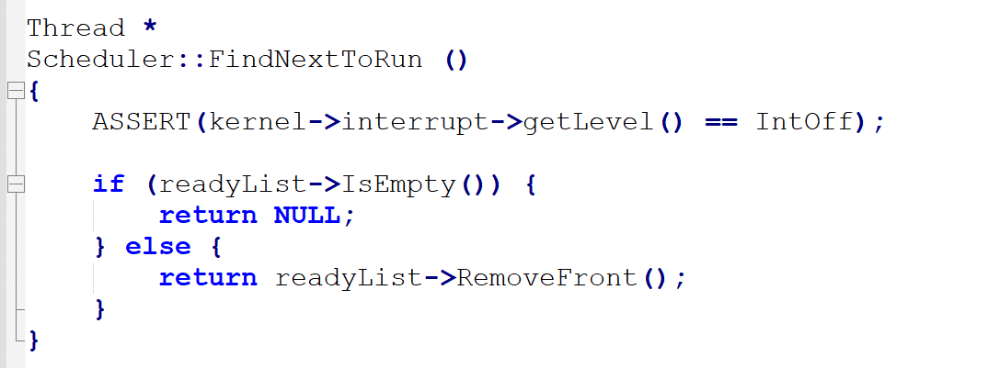 Thread *
Scheduler::FindNextToRun ()
{
    ASSERT(kernel->interrupt->getLevel() == IntOff);

    if (readyList->IsEmpty()) {
        return NULL;
    } else {
        return readyList->RemoveFront();
    }
}